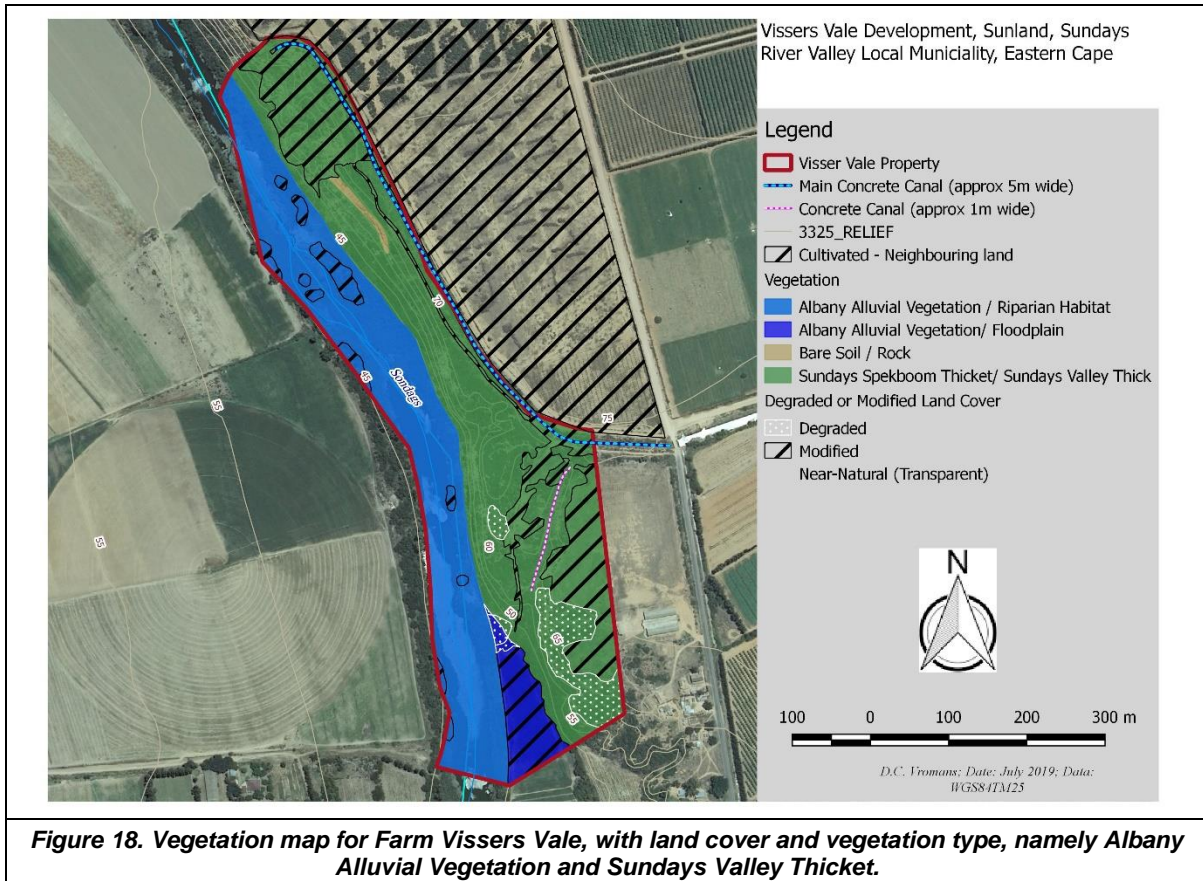 Vissers Vale Development, Sunland, Sundays
River Valley Local Municiality, Eastern Cape
Legend
Visser Vale Property
Main Concrete Canal (approx 5m wide)
Concrete Canal (approx 1m wide)
3325_RELIEF
Cultivated - Neighbouring land
Vegetation
Albany Alluvial Vegetation / Riparian Habitat
Albany Alluvial Vegetation/ Floodplain
Bare Soil / Rock
Sundays Spekboom Thicket/ Sundays Valley Thick
Degraded or Modified Land Cover
Degraded
Modified
Near-Natural (Transparent)
N
100 0 100 200 300 m
D.C. Vromans; Date: July 2019; Data:
WGS84TM25
45
70
45
Sondags
55
75
55
60
50
65
55
Figure 18. Vegetation map for Farm Vissers Vale, with land cover and vegetation type, namely Albany
Alluvial Vegetation and Sundays Valley Thicket.